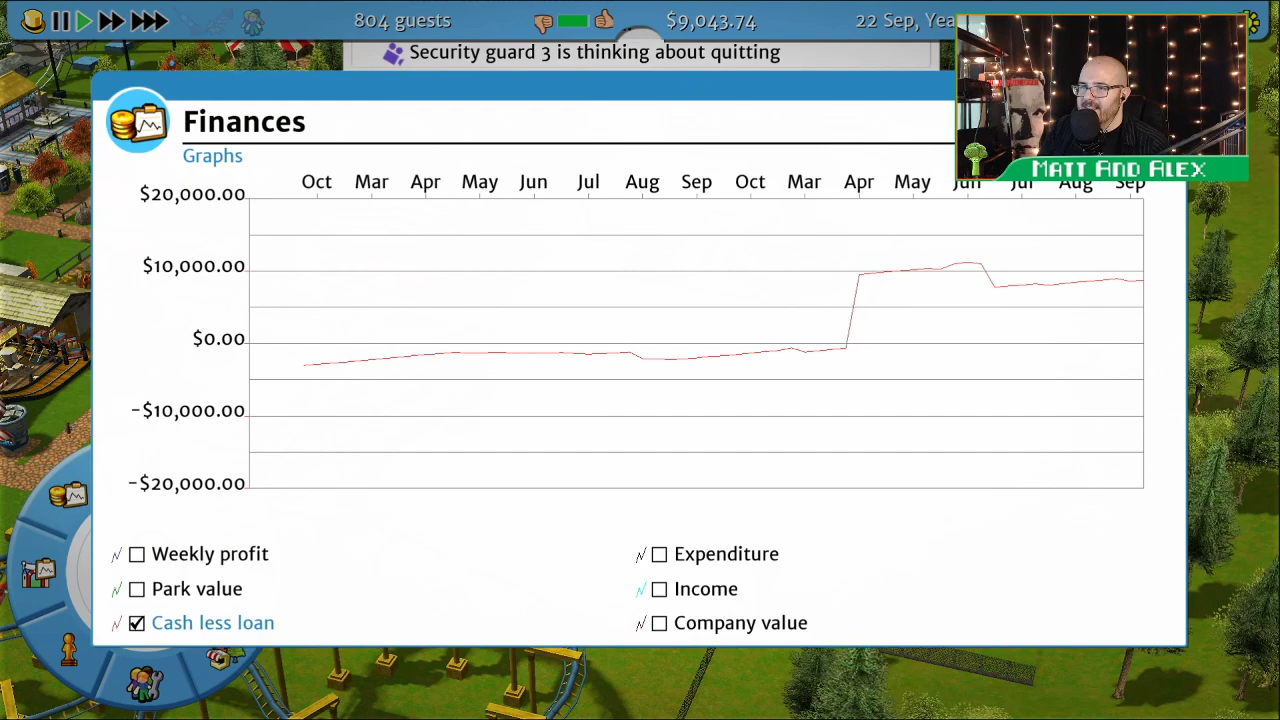 804 guests
$9,043.74
22 Sep, Yea
Security guard 3 is thinking about quitting
Finances
Graphs
MATT AND ALEX
Oct Mar Apr May Jun Jul Aug Sep Oct Mar Apr May Jun Jul Aug Sep
$20,000.00
$10,000.00
$0.00
-$10,000.00
-$20,000.00
Weekly profit
Expenditure
Park value
Income
Cash less loan
Company value